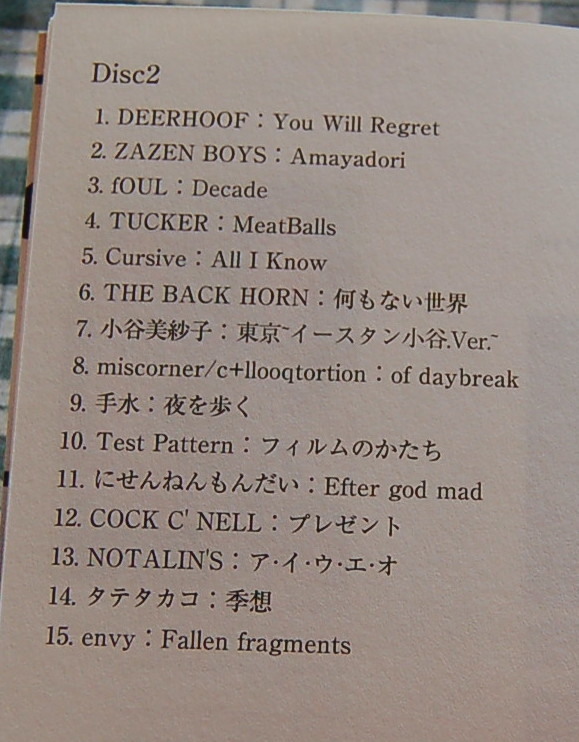 Disc2
1. DEERHOOF：You Will Regret
2. ZAZEN BOYS：Amayadori
3. fOUL：Decade
4. TUCKER：MeatBalls
5. Cursive：All I Know
6. THE BACK HORN：何もない世界
7. 小谷美紗子：東京~イースタン小谷.Ver.~
8. miscorner/c+llooqtortion：of daybreak
9. 手水：夜を歩く
10. Test Pattern：フィルムのかたち
11. にせんねんもんだい：Efter god mad
12. COCK C' NELL：プレゼント
13. NOTALIN'S：ア・イ・ウ・エ・オ
14. タテタカコ：季想
15. envy：Fallen fragments